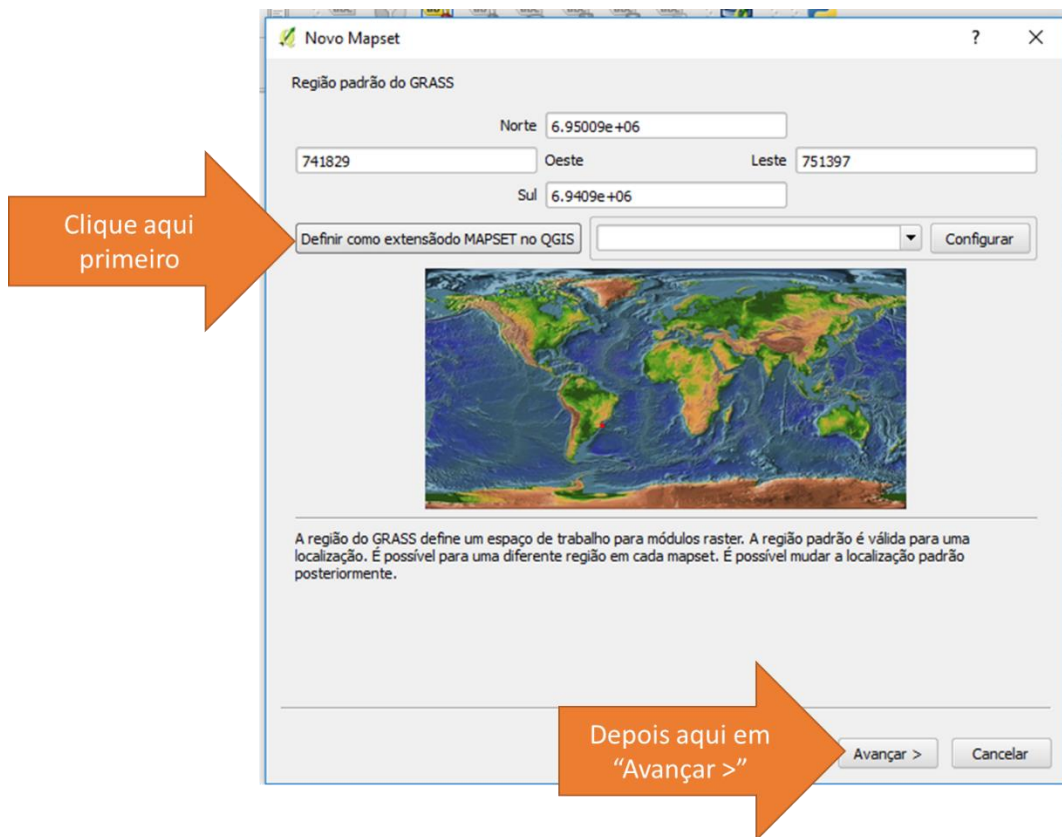 Novo Mapset
?
Região padrão do GRASS
Norte 6.95009e+06
741829 Oeste Leste 751397
Sul 6.9409e+06
Clique aqui
primeiro
Definir como extensãodo MAPSET no QGIS Configurar
A região do GRASS define um espaço de trabalho para módulos raster. A região padrão é válida para uma
localização. É possível para uma diferente região em cada mapset. É possível mudar a localização padrão
posteriormente.
Depois aqui em
“Avançar >”
Avançar > Cancelar